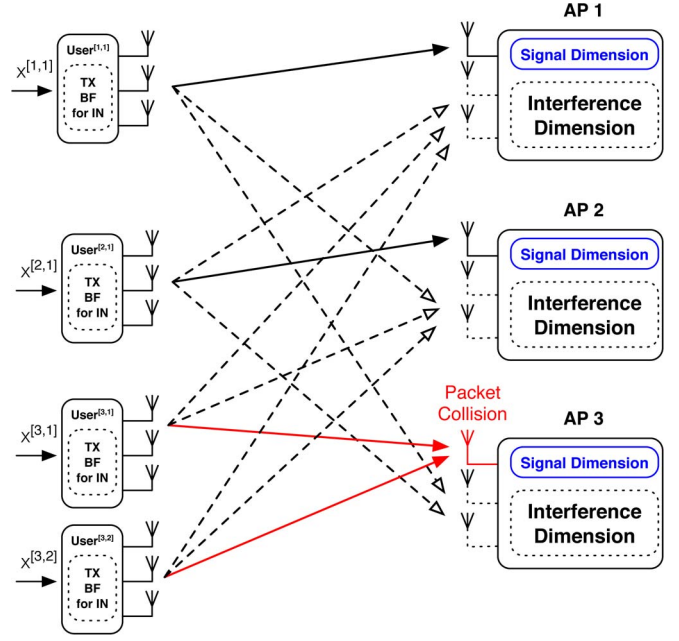 AP 1
User[1,1]
X[1,1]
TX
BF
for IN
Signal Dimension
Interference
Dimension
AP 2
User[2,1]
X[2,1]
TX
BF
for IN
Signal Dimension
Interference
Dimension
Packet
Collision
AP 3
User[3,1]
X[3,1]
TX
BF
for IN
Signal Dimension
Interference
Dimension
User[3,2]
X[3,2]
TX
BF
for IN